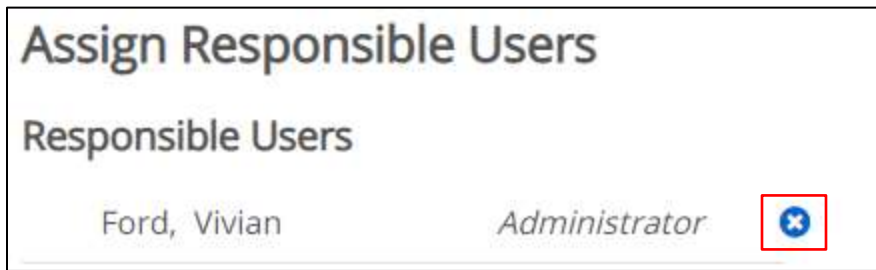 Assign Responsible Users
Responsible Users
Ford, Vivian Administrator